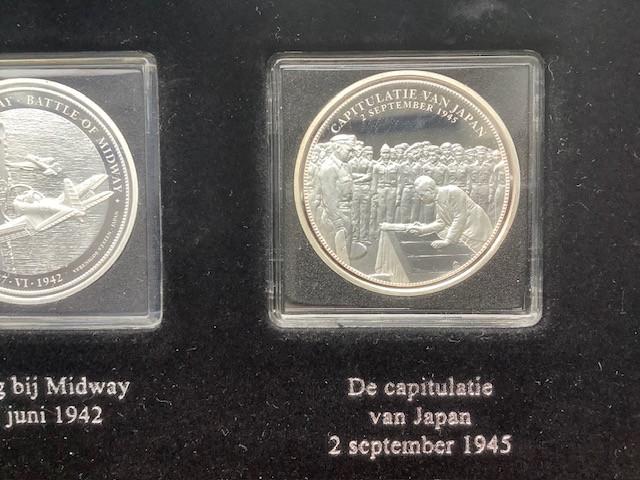 AY · BATTLE OF MIDWAY ·
7 · VI · 1942
CAPITULATIE VAN JAPAN
2 SEPTEMBER 1945
g bij Midway
juni 1942
De capitulatie
van Japan
2 september 1945